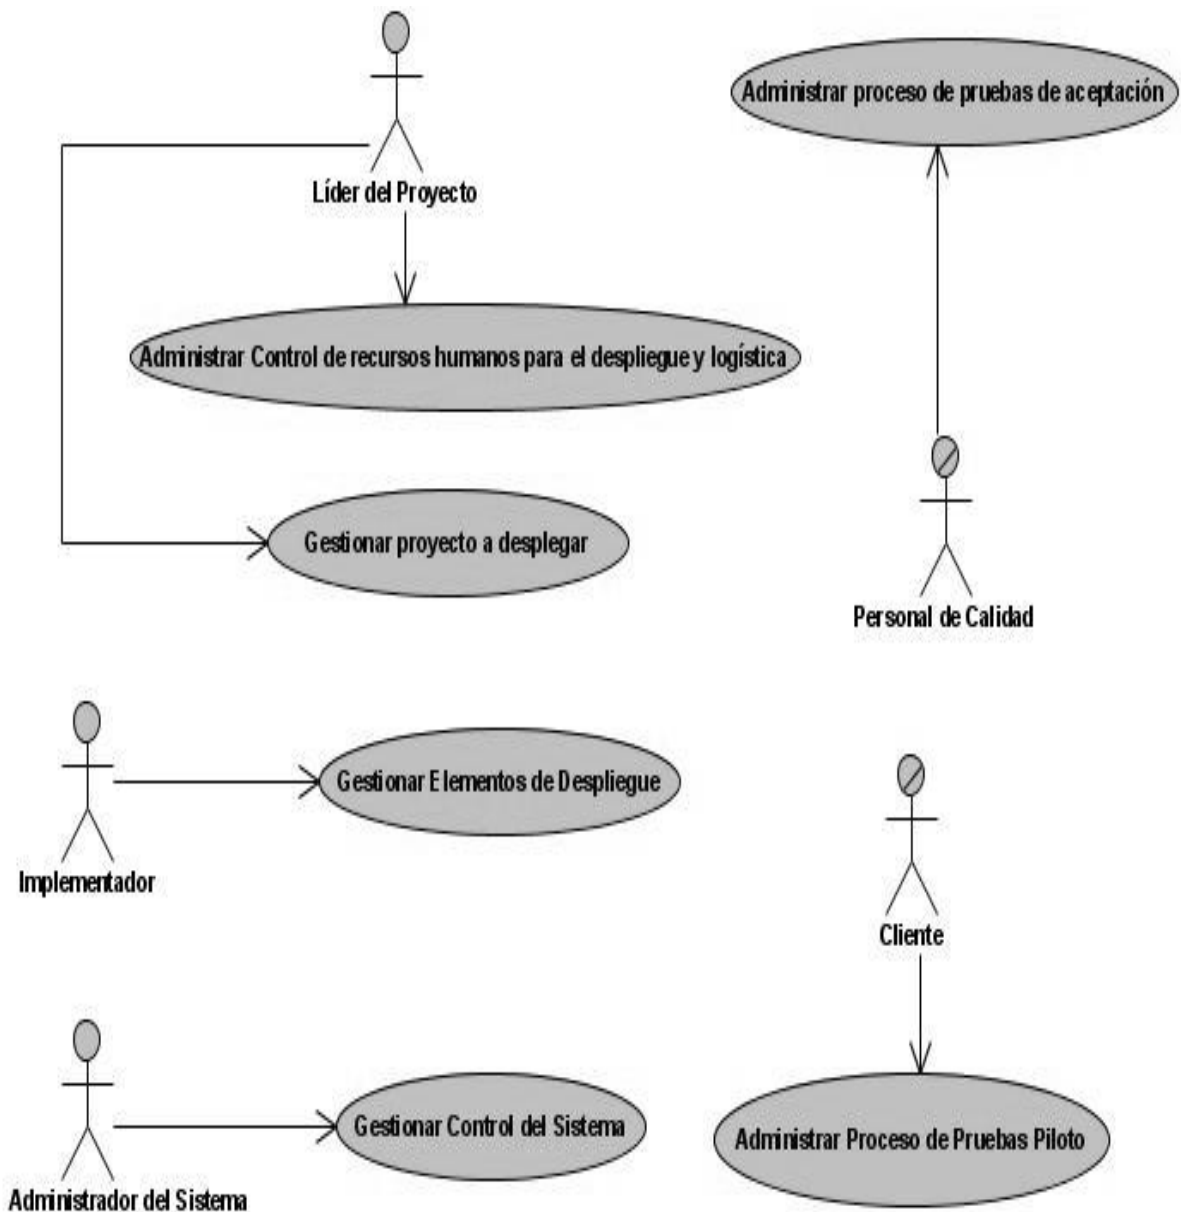 Administrar proceso de pruebas de aceptación
Líder del Proyecto
Administrar Control de recursos humanos para el despliegue y logística
Gestionar proyecto a desplegar
Personal de Calidad
Gestionar Elementos de Despliegue
Implementador
Cliente
Gestionar Control del Sistema
Administrar Proceso de Pruebas Piloto
Administrador del Sistema